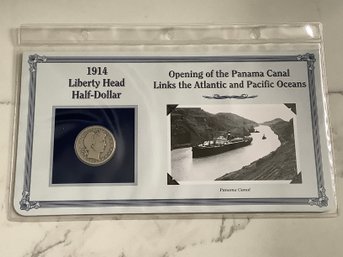 1914
Liberty Head
Half-Dollar
Opening of the Panama Canal
Links the Atlantic and Pacific Oceans
Panama Canal